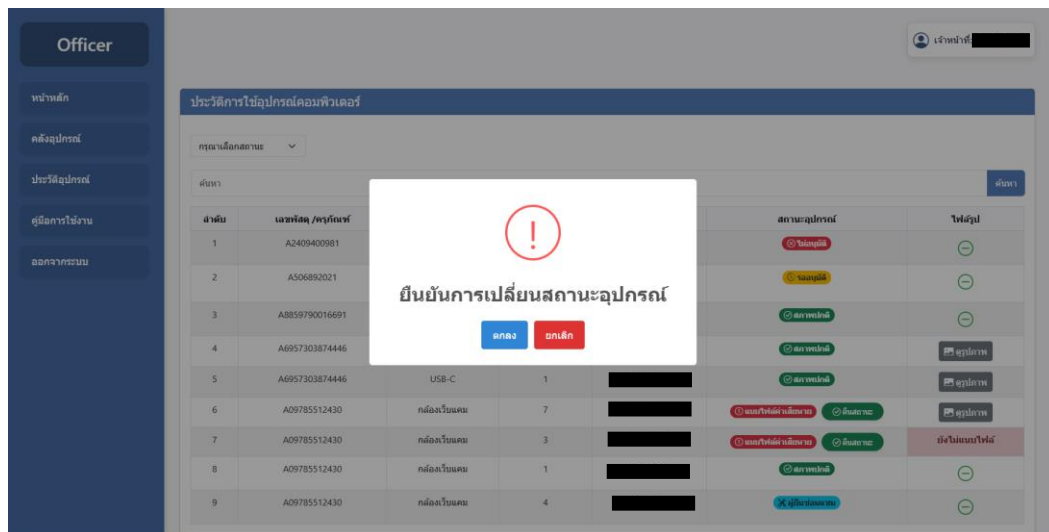 Officer
เจ้าหน้าที่:
หน้าหลัก
คลังอุปกรณ์
ประวัติอุปกรณ์
คู่มือการใช้งาน
ออกจากระบบ
ประวัติการใช้อุปกรณ์คอมพิวเตอร์
กรุณาเลือกสถานะ
ค้นหา ค้นหา
ลำดับ เลขพัสดุ /ครุภัณฑ์ สถานะอุปกรณ์ ไฟล์รูป
1 A2409400981 ไม่อนุมัติ
2 A506892021 รออนุมัติ
3 A8859790016691 สภาพปกติ
4 A6957303874446 สภาพปกติ ดูรูปภาพ
5 A6957303874446 USB-C 1 สภาพปกติ ดูรูปภาพ
6 A09785512430 กล้องเว็บแคม 7 แนบไฟล์ค่าเสียหาย คืนสถานะ ดูรูปภาพ
7 A09785512430 กล้องเว็บแคม 3 แนบไฟล์ค่าเสียหาย คืนสถานะ ยังไม่แนบไฟล์
8 A09785512430 กล้องเว็บแคม 1 สภาพปกติ
9 A09785512430 กล้องเว็บแคม 4
!
ยืนยันการเปลี่ยนสถานะอุปกรณ์
ตกลง ยกเลิก